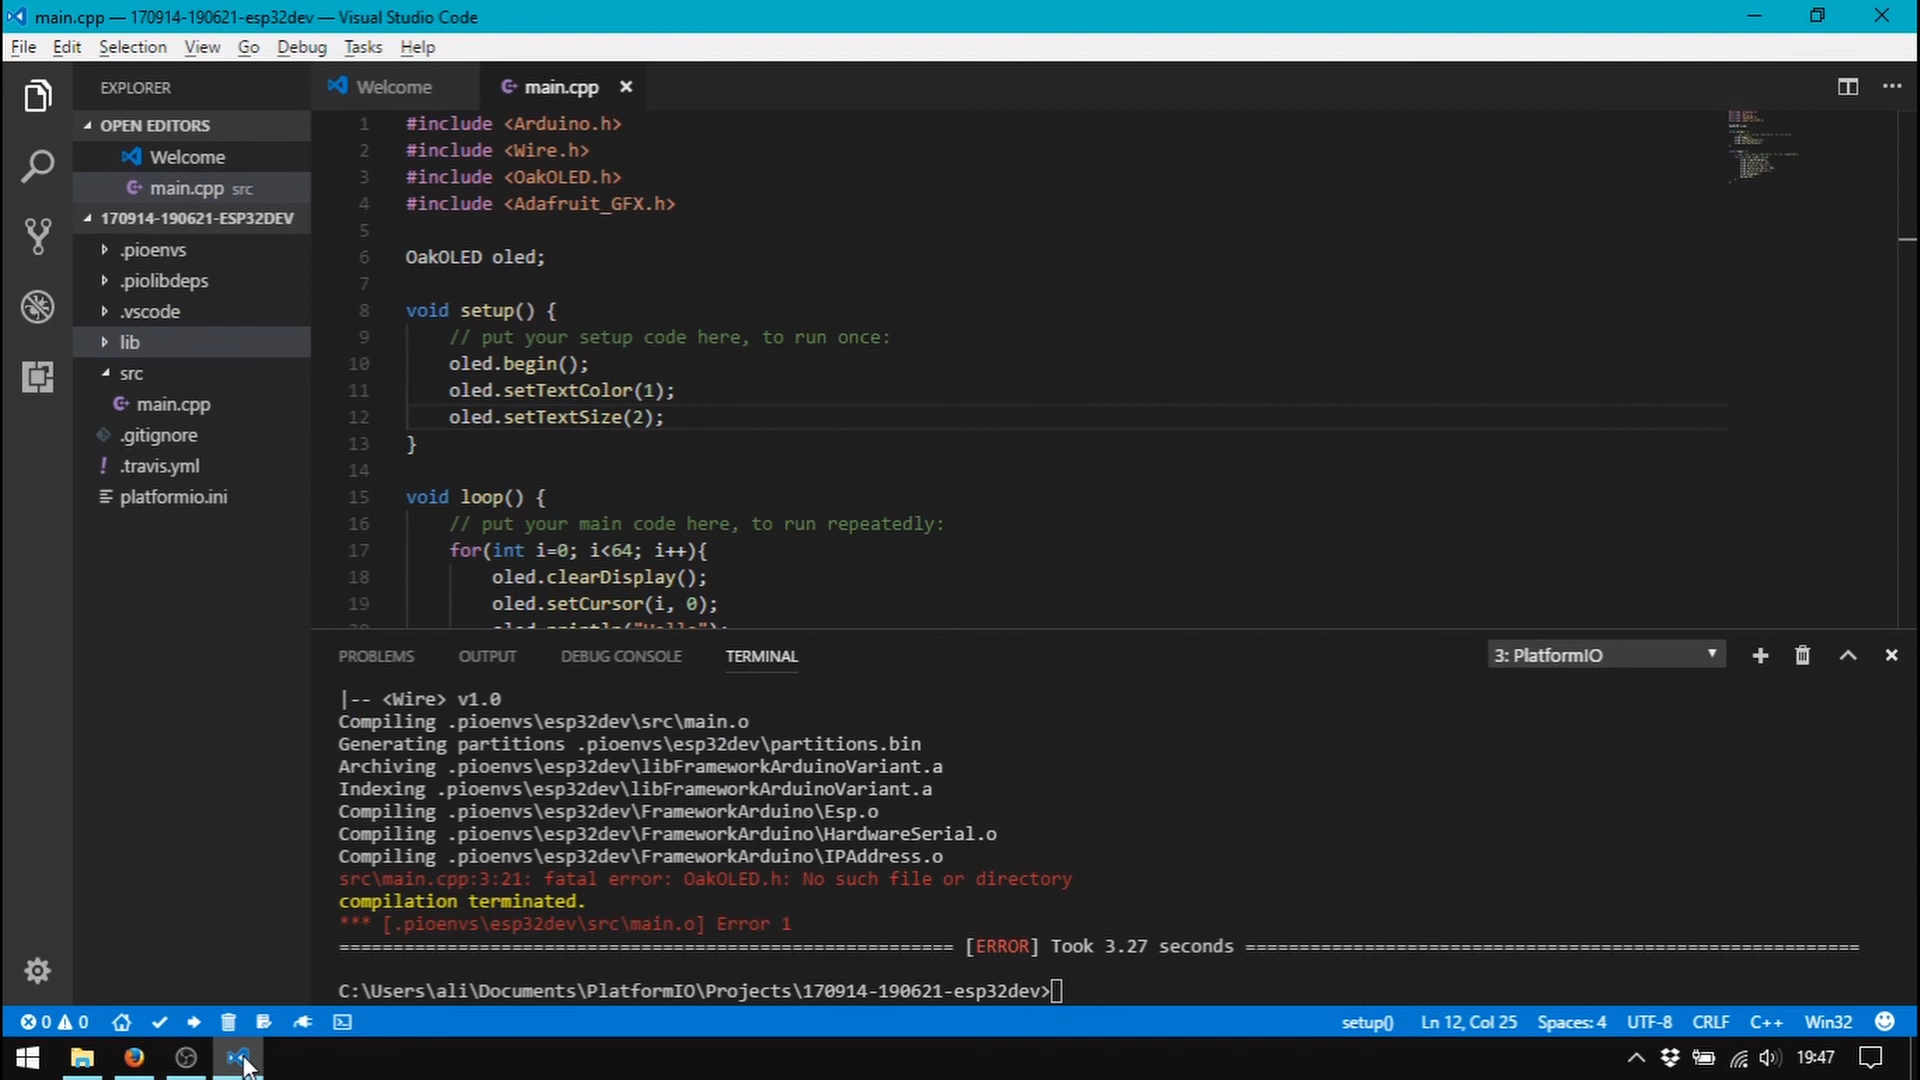 main.cpp — 170914-190621-esp32dev — Visual Studio Code
File Edit Selection View Go Debug Tasks Help
EXPLORER
OPEN EDITORS
Welcome
main.cpp src
170914-190621-ESP32DEV
.pioenvs
.piolibdeps
.vscode
lib
src
main.cpp
.gitignore
.travis.yml
platformio.ini
Welcome main.cpp
1 #include <Arduino.h>
2 #include <Wire.h>
3 #include <OakOLED.h>
4 #include <Adafruit_GFX.h>
5
6 OakOLED oled;
7
8 void setup() {
9 // put your setup code here, to run once:
10 oled.begin();
11 oled.setTextColor(1);
12 oled.setTextSize(2);
13 }
14
15 void loop() {
16 // put your main code here, to run repeatedly:
17 for(int i=0; i<64; i++){
18 oled.clearDisplay();
19 oled.setCursor(i, 0);
20 oled.println("Hello");
PROBLEMS OUTPUT DEBUG CONSOLE TERMINAL 3: PlatformIO
|-- <Wire> v1.0
Compiling .pioenvs\esp32dev\src\main.o
Generating partitions .pioenvs\esp32dev\partitions.bin
Archiving .pioenvs\esp32dev\libFrameworkArduinoVariant.a
Indexing .pioenvs\esp32dev\libFrameworkArduinoVariant.a
Compiling .pioenvs\esp32dev\FrameworkArduino\Esp.o
Compiling .pioenvs\esp32dev\FrameworkArduino\HardwareSerial.o
Compiling .pioenvs\esp32dev\FrameworkArduino\IPAddress.o
src\main.cpp:3:21: fatal error: OakOLED.h: No such file or directory
compilation terminated.
*** [.pioenvs\esp32dev\src\main.o] Error 1
========================================================= [ERROR] Took 3.27 seconds =========================================================
C:\Users\ali\Documents\PlatformIO\Projects\170914-190621-esp32dev>
0 0 setup() Ln 12, Col 25 Spaces: 4 UTF-8 CRLF C++ Win32
19:47